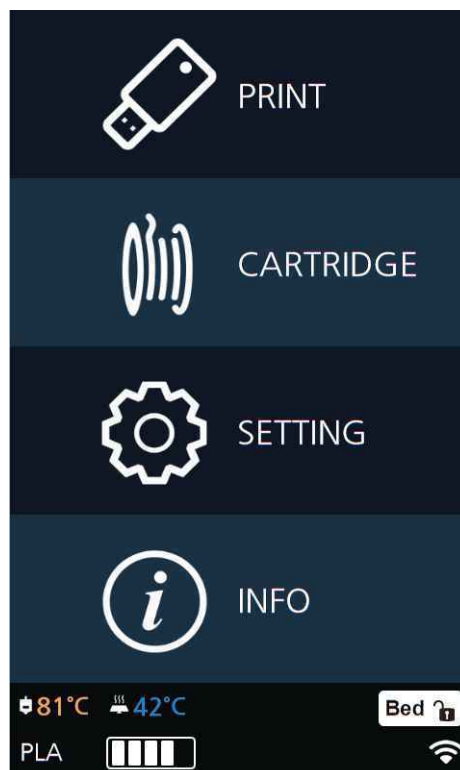 PRINT
CARTRIDGE
SETTING
INFO
81°C 42°C Bed
PLA